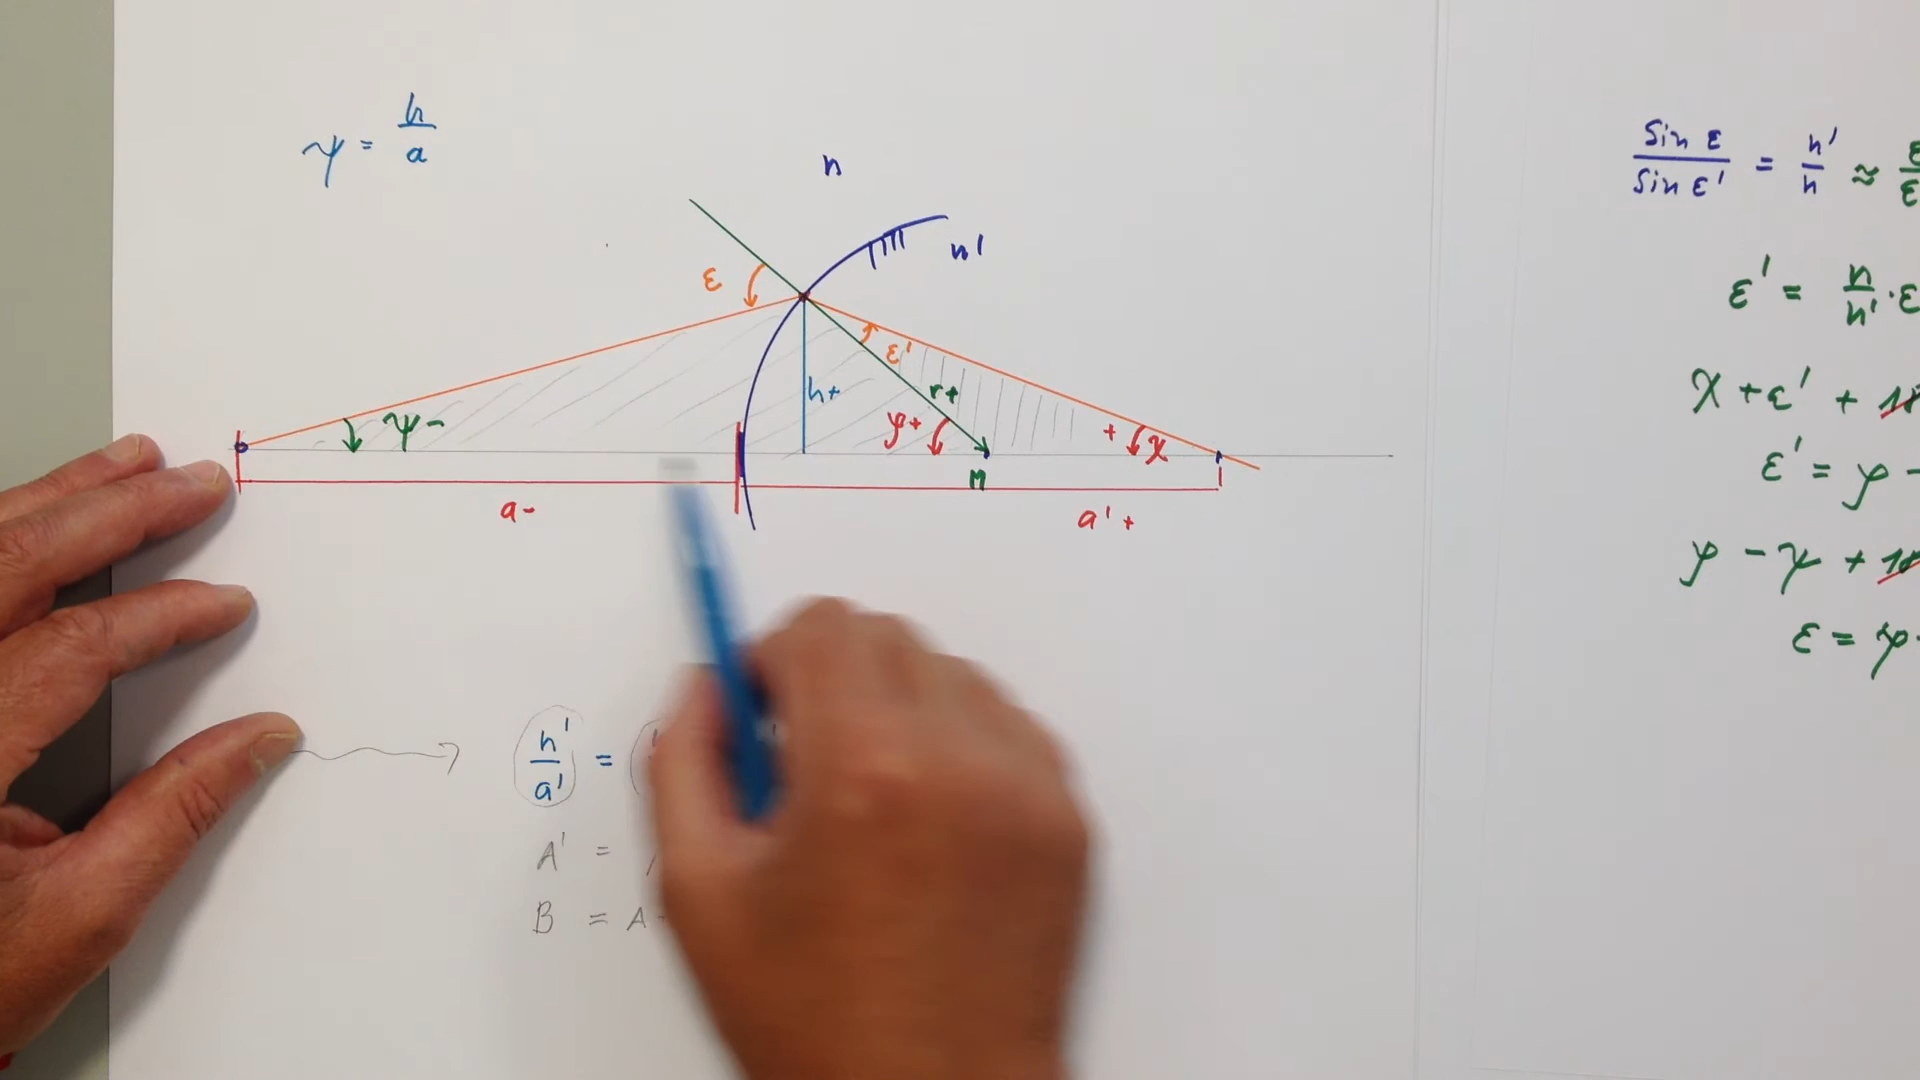 ψ = h/a
n
n'
ε
ε'
h+
r+
ψ-
φ+
+ χ
M
a-
a'+
n'/a' =
A' =
B = A
sin ε / sin ε' = n'/n ≈ ε/ε
ε' = n/n' · ε
χ + ε' +
ε' = φ -
φ - ψ +
ε = φ